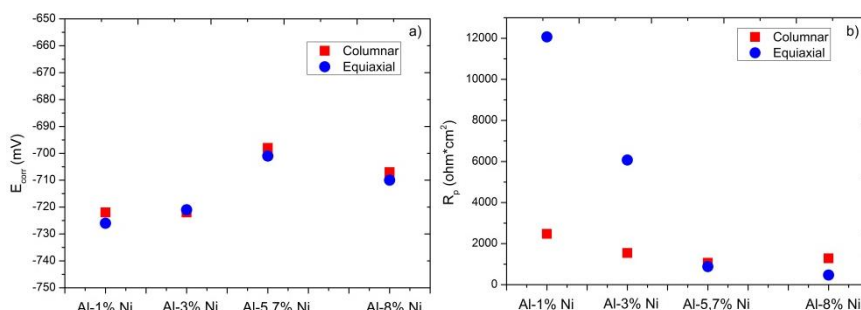 a)
Columnar
Equiaxial
-650
-660
-670
-680
-690
-700
-710
-720
-730
-740
-750
E_corr (mV)
Al-1% Ni
Al-3% Ni
Al-5,7% Ni
Al-8% Ni
b)
Columnar
Equiaxial
12000
10000
8000
6000
4000
2000
0
R_p (ohm*cm²)
Al-1% Ni
Al-3% Ni
Al-5,7% Ni
Al-8% Ni